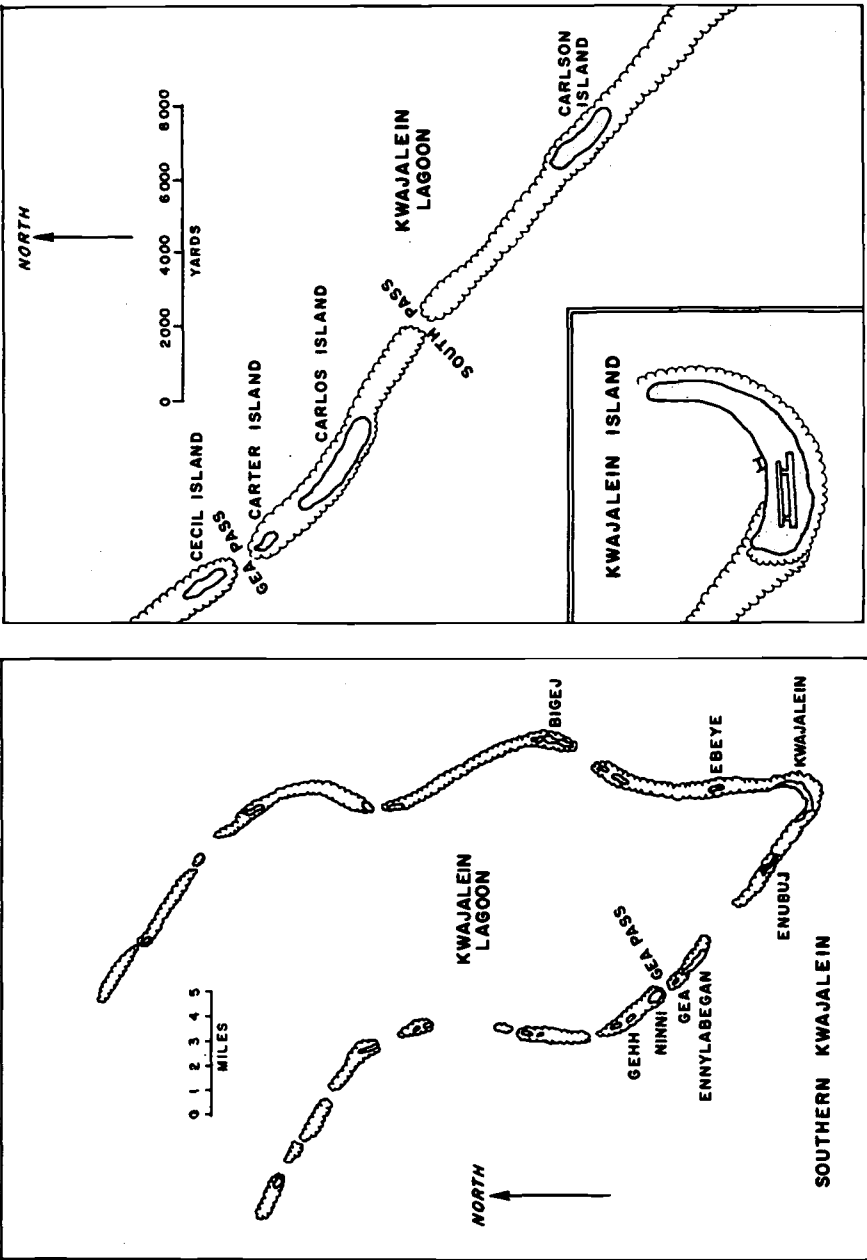 NORTH
0 2000 4000 6000 8000
YARDS
CECIL ISLAND
GEA PASS
CARTER ISLAND
CARLOS ISLAND
SOUTH PASS
KWAJALEIN
LAGOON
CARLSON
ISLAND
KWAJALEIN ISLAND
BIGEJ
EBEYE
KWAJALEIN
ENUBUJ
KWAJALEIN
LAGOON
GEA PASS
GEHH
NINNI
GEA
ENNYLABEGAN
0 1 2 3 4 5
MILES
NORTH
SOUTHERN KWAJALEIN